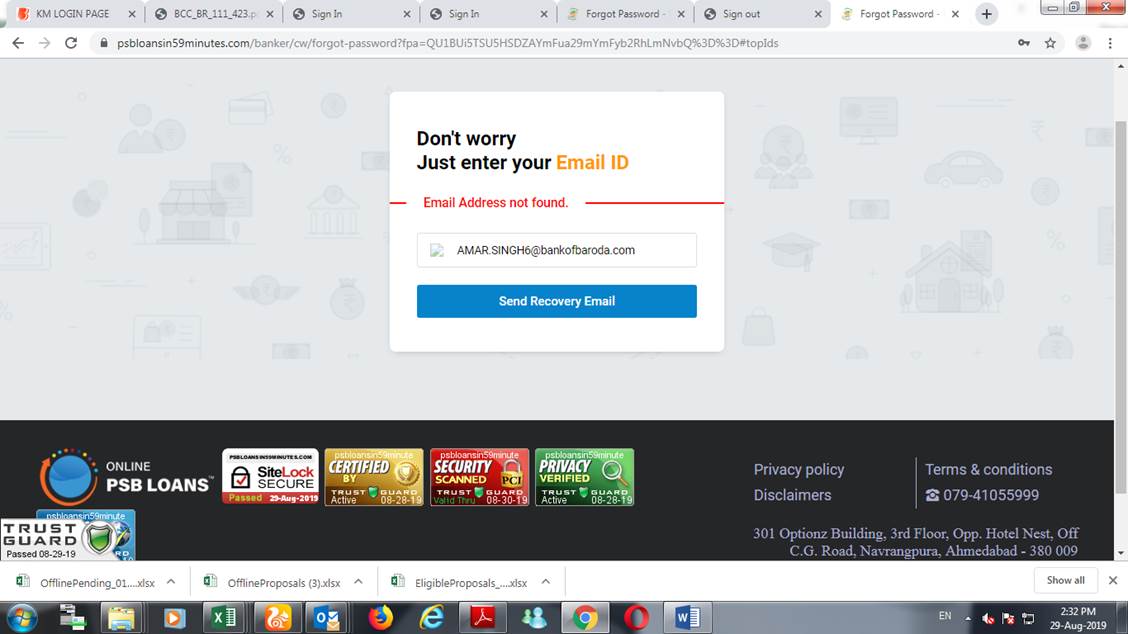 KM LOGIN PAGE
BCC_BR_111_423.p
Sign In
Sign In
Forgot Password -
Sign out
Forgot Password -
psbloansin59minutes.com/banker/cw/forgot-password?fpa=QU1BUi5TSU5HSDZAYmFua29mYmFyb2RhLmNvbQ%3D%3D#topIds
Don't worry
Just enter your Email ID
Email Address not found.
AMAR.SINGH6@bankofbaroda.com
Send Recovery Email
ONLINE
PSB LOANS™
PSBLOANSIN59MINUTES.COM
SiteLock
SECURE
Passed 29-Aug-2019
psbloansin59minute
CERTIFIED
BY
TRUST GUARD
Active 08-28-19
psbloansin59minute
SECURITY
SCANNED PCI
TRUST GUARD
Valid Thru 08-30-19
psbloansin59minute
PRIVACY
VERIFIED
TRUST GUARD
Active 08-28-19
psbloansin59minute
TRUST
GUARD
Passed 08-29-19
Privacy policy
Terms & conditions
Disclaimers
079-41055999
301 Optionz Building, 3rd Floor, Opp. Hotel Nest, Off
C.G. Road, Navrangpura, Ahmedabad - 380 009
OfflinePending_01....xlsx
OfflineProposals (3).xlsx
EligibleProposals_....xlsx
Show all
EN
2:32 PM
29-Aug-2019